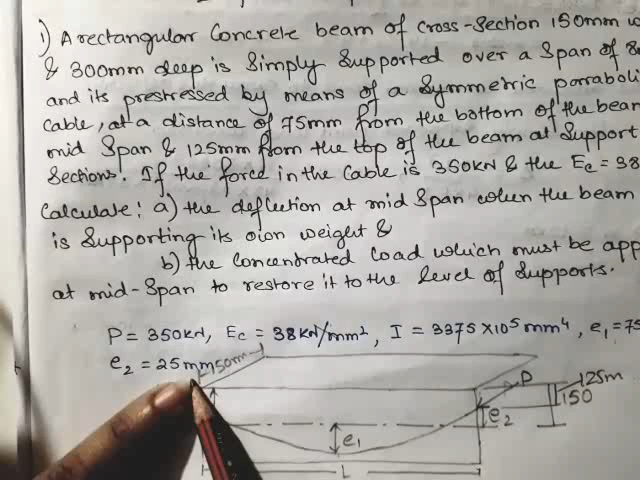 1) A rectangular Concrete beam of Cross-Section 150mm
& 300mm deep is Simply Supported over a Span of
and its prestressed by means of a Symmetric parraboli
Cable, at a distance of 75mm from the bottom of the beam
mid Span & 125mm from the top of the beam at Support
Sections. If the force in the Cable is 350KN & the Ec = 38
Calculate: a) the deflection at mid Span when the beam
is Supporting its own weight &
b) the Concentrated Load which must be app
at mid-Span to restore it to the level of Supports.
P = 350KN, Ec = 38KN/mm², I = 3375 X10⁵ mm⁴, e₁ = 75
e₂ = 25mm 50m
P 125m
150
e₁ e₂
L